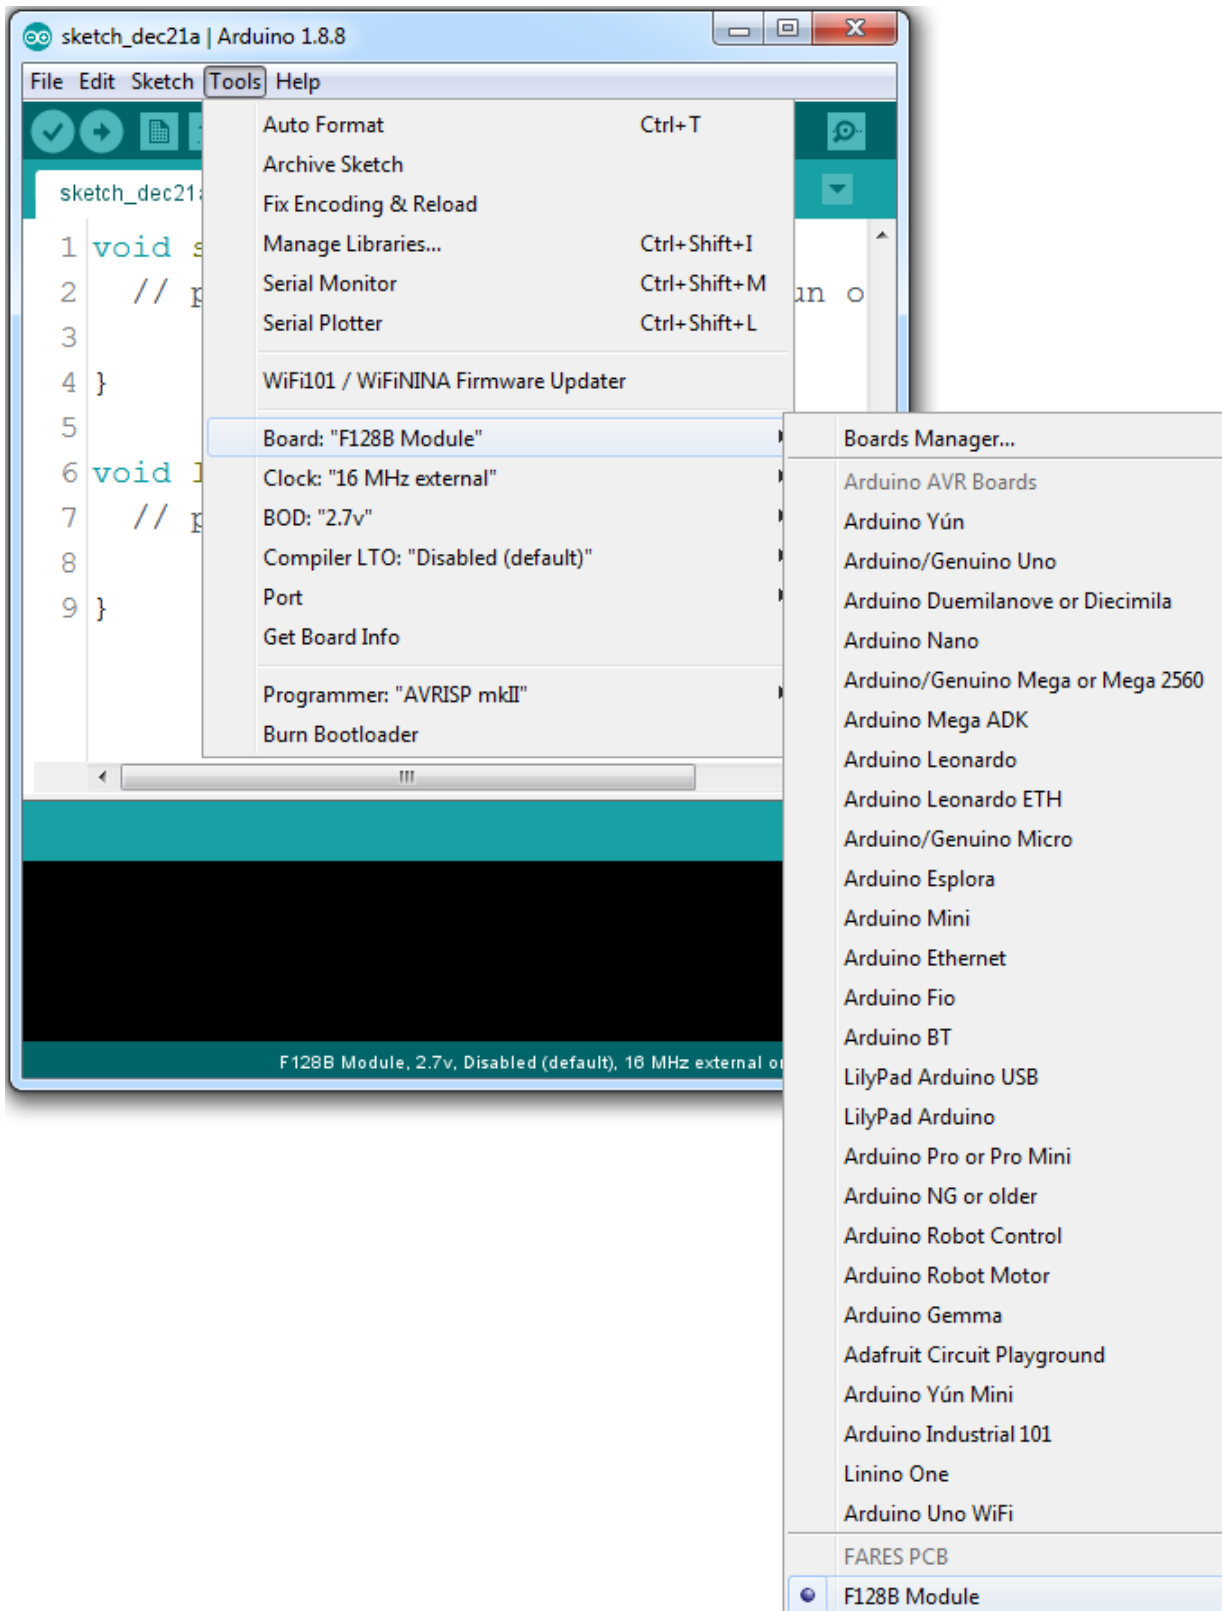 sketch_dec21a | Arduino 1.8.8
File Edit Sketch Tools Help
sketch_dec21
1 void
2 // un o
3
4 }
5
6 void
7 //
8
9 }
Auto Format Ctrl+T
Archive Sketch
Fix Encoding & Reload
Manage Libraries... Ctrl+Shift+I
Serial Monitor Ctrl+Shift+M
Serial Plotter Ctrl+Shift+L
WiFi101 / WiFiNINA Firmware Updater
Board: "F128B Module"
Clock: "16 MHz external"
BOD: "2.7v"
Compiler LTO: "Disabled (default)"
Port
Get Board Info
Programmer: "AVRISP mkII"
Burn Bootloader
Boards Manager...
Arduino AVR Boards
Arduino Yún
Arduino/Genuino Uno
Arduino Duemilanove or Diecimila
Arduino Nano
Arduino/Genuino Mega or Mega 2560
Arduino Mega ADK
Arduino Leonardo
Arduino Leonardo ETH
Arduino/Genuino Micro
Arduino Esplora
Arduino Mini
Arduino Ethernet
Arduino Fio
Arduino BT
LilyPad Arduino USB
LilyPad Arduino
Arduino Pro or Pro Mini
Arduino NG or older
Arduino Robot Control
Arduino Robot Motor
Arduino Gemma
Adafruit Circuit Playground
Arduino Yún Mini
Arduino Industrial 101
Linino One
Arduino Uno WiFi
FARES PCB
F128B Module
F128B Module, 2.7v, Disabled (default), 16 MHz external